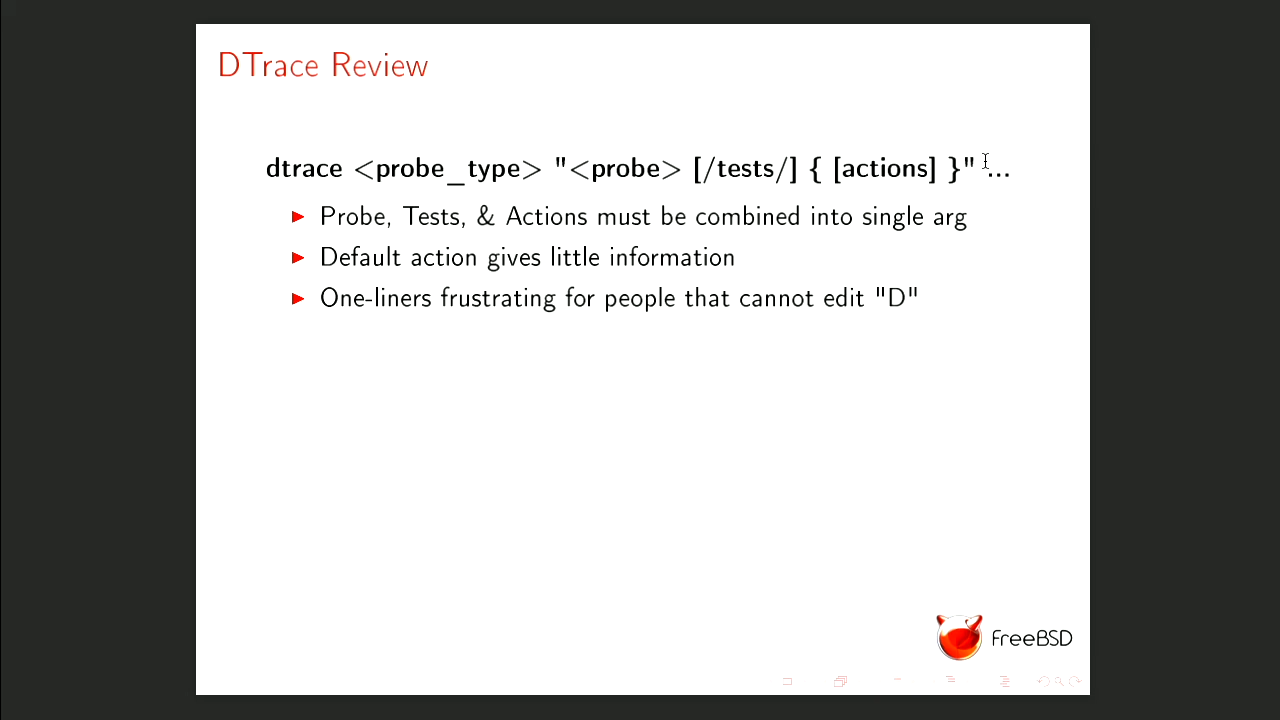 DTrace Review
dtrace <probe_type> "<probe> [/tests/] { [actions] }" ...
Probe, Tests, & Actions must be combined into single arg
Default action gives little information
One-liners frustrating for people that cannot edit "D"
FreeBSD